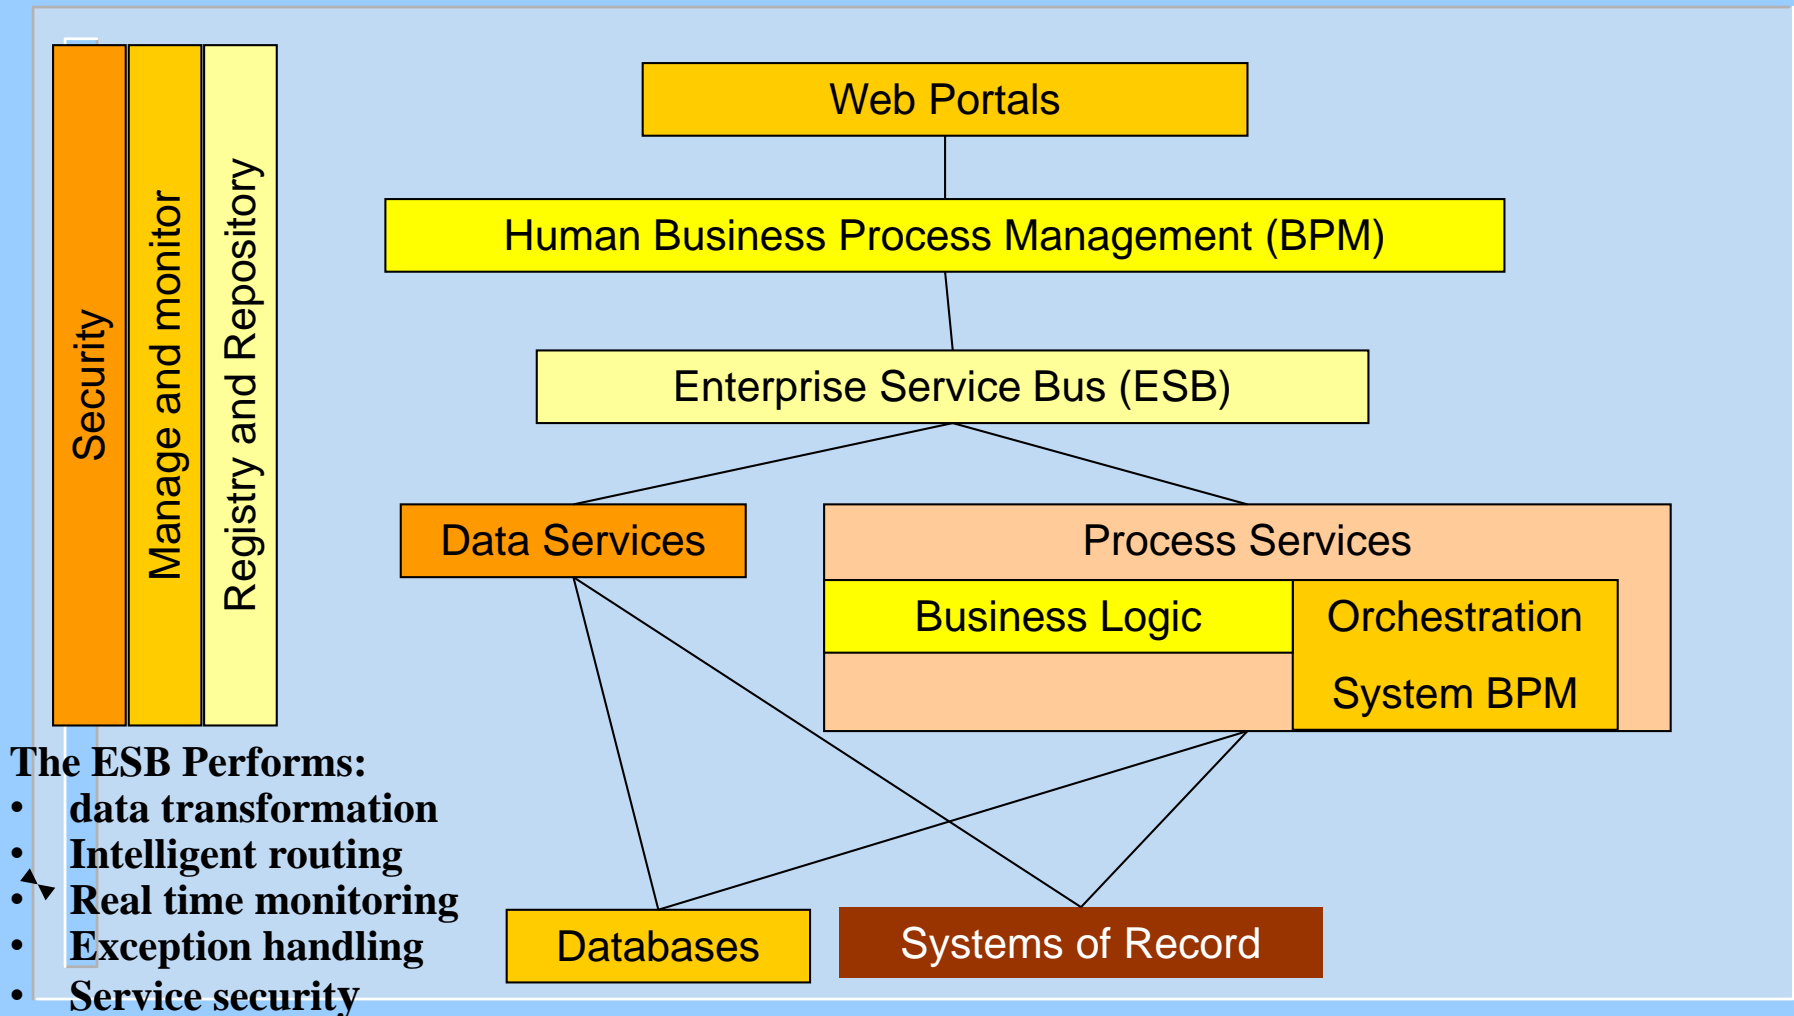 Security
Manage and monitor
Registry and Repository
Web Portals
Human Business Process Management (BPM)
Enterprise Service Bus (ESB)
Data Services
Process Services
Business Logic
Orchestration
System BPM
Databases
Systems of Record
The ESB Performs:
• data transformation
• Intelligent routing
• Real time monitoring
• Exception handling
• Service security